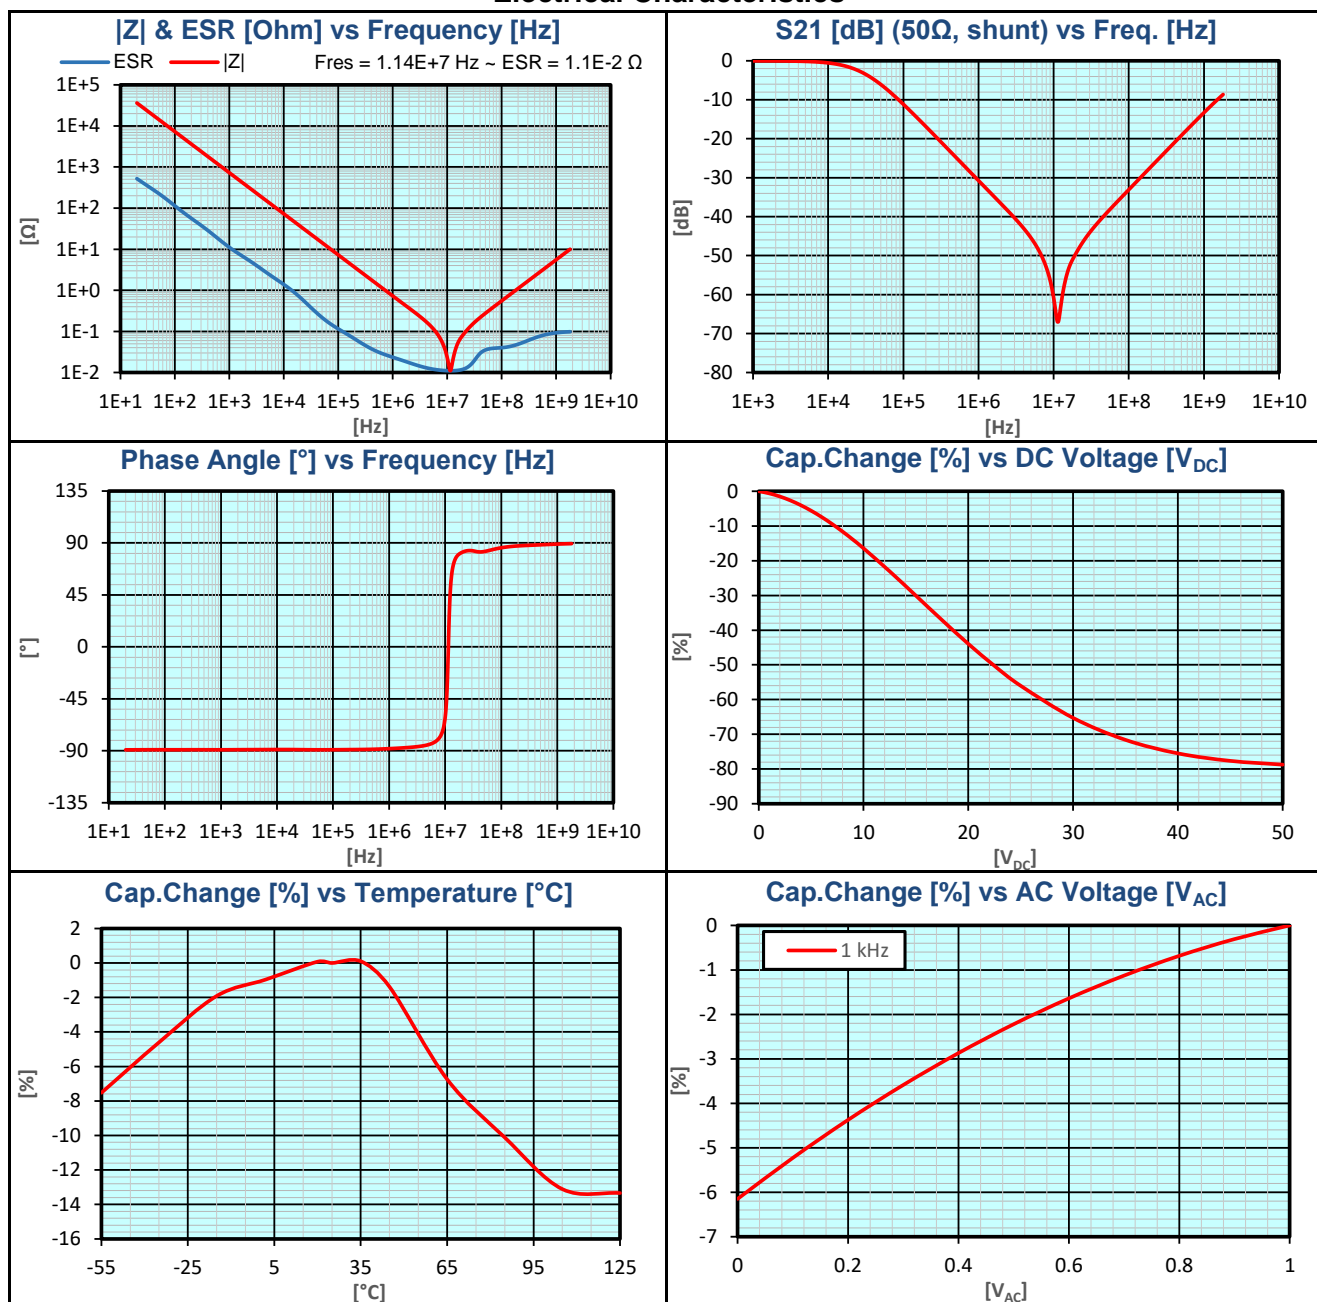 |Z| & ESR [Ohm] vs Frequency [Hz]
ESR |Z| Fres = 1.14E+7 Hz ~ ESR = 1.1E-2 Ω
1E+5
1E+4
1E+3
1E+2
1E+1
1E+0
1E-1
1E-2
[Ω]
1E+1 1E+2 1E+3 1E+4 1E+5 1E+6 1E+7 1E+8 1E+9 1E+10
[Hz]
S21 [dB] (50Ω, shunt) vs Freq. [Hz]
0
-10
-20
-30
-40
-50
-60
-70
-80
[dB]
1E+3 1E+4 1E+5 1E+6 1E+7 1E+8 1E+9 1E+10
[Hz]
Phase Angle [°] vs Frequency [Hz]
135
90
45
0
-45
-90
-135
[°]
1E+1 1E+2 1E+3 1E+4 1E+5 1E+6 1E+7 1E+8 1E+9 1E+10
[Hz]
Cap.Change [%] vs DC Voltage [VDC]
0
-10
-20
-30
-40
-50
-60
-70
-80
-90
[%]
0 10 20 30 40 50
[VDC]
Cap.Change [%] vs Temperature [°C]
2
0
-2
-4
-6
-8
-10
-12
-14
-16
[%]
-55 -25 5 35 65 95 125
[°C]
Cap.Change [%] vs AC Voltage [VAC]
1 kHz
0
-1
-2
-3
-4
-5
-6
-7
[%]
0 0.2 0.4 0.6 0.8 1
[VAC]